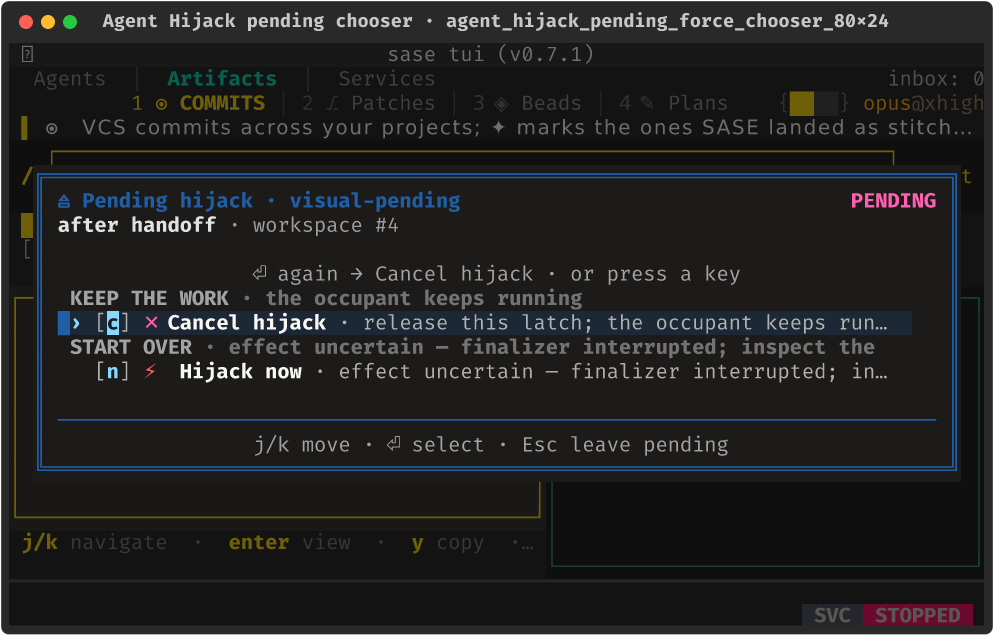 Agent Hijack pending chooser · agent_hijack_pending_force_chooser_80×24
sase tui (v0.7.1)
Agents │ Artifacts │ Services inbox: 0
1 ◉ COMMITS │ 2 Patches │ 3 ◈ Beads │ 4 ✎ Plans { } opus@xhigh
◉ VCS commits across your projects; ✦ marks the ones SASE landed as stitch…
/ t
[
≙ Pending hijack · visual-pending PENDING
after handoff · workspace #4
⏎ again → Cancel hijack · or press a key
KEEP THE WORK · the occupant keeps running
› [c] ✕ Cancel hijack · release this latch; the occupant keeps run…
START OVER · effect uncertain — finalizer interrupted; inspect the
[n] ⚡ Hijack now · effect uncertain — finalizer interrupted; in…
j/k move · ⏎ select · Esc leave pending
j/k navigate · enter view · y copy ·…
SVC STOPPED